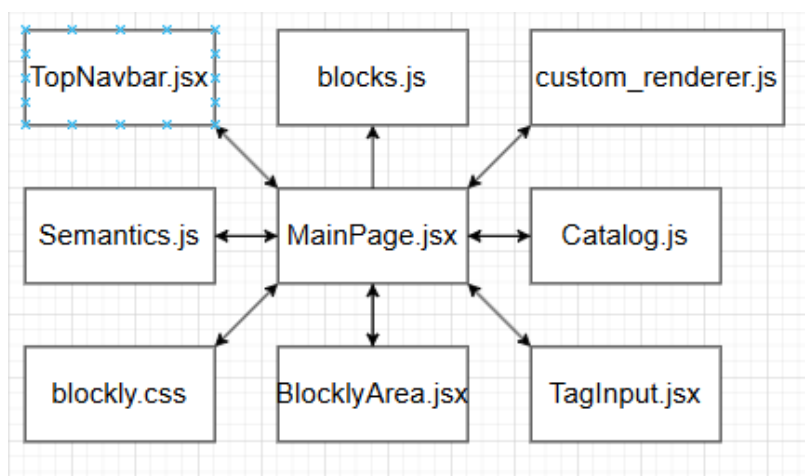 TopNavbar.jsx
blocks.js
custom_renderer.js
Semantics.js
MainPage.jsx
Catalog.js
blockly.css
BlocklyArea.jsx
TagInput.jsx